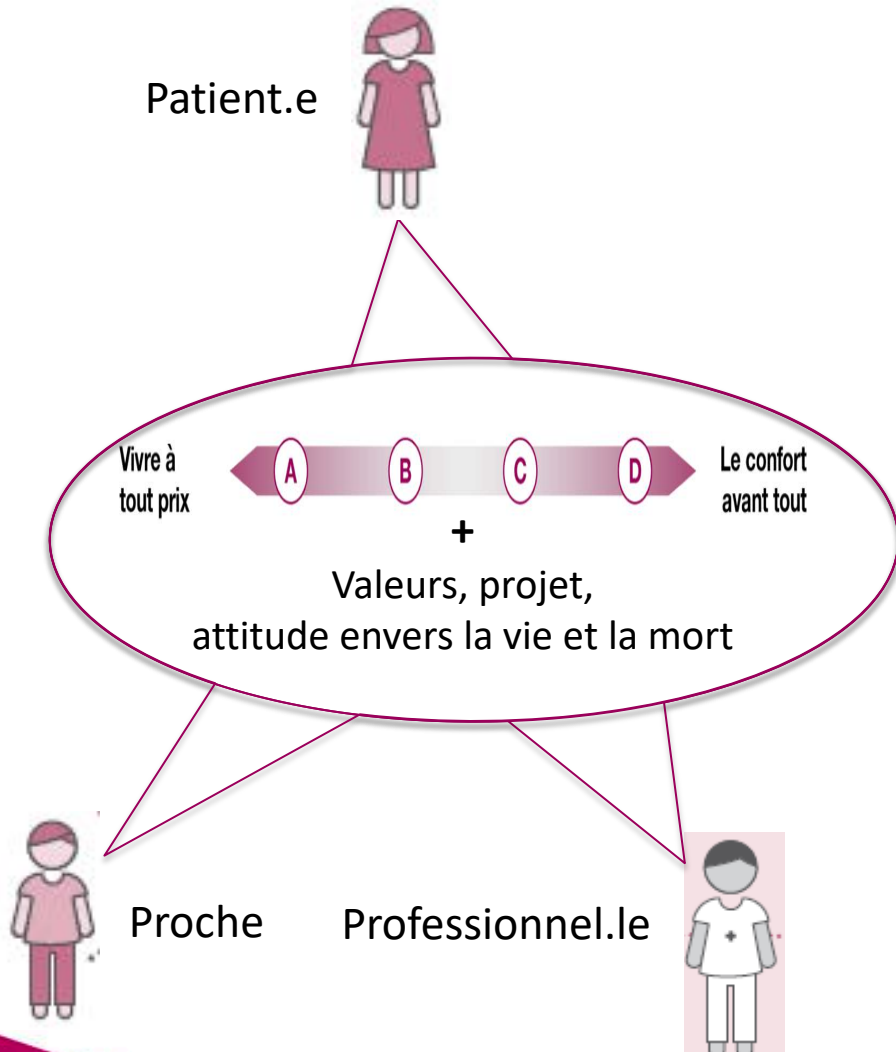 Patient.e
Vivre à
tout prix
A B C D
Le confort
avant tout
+
Valeurs, projet,
attitude envers la vie et la mort
Proche
Professionnel.le